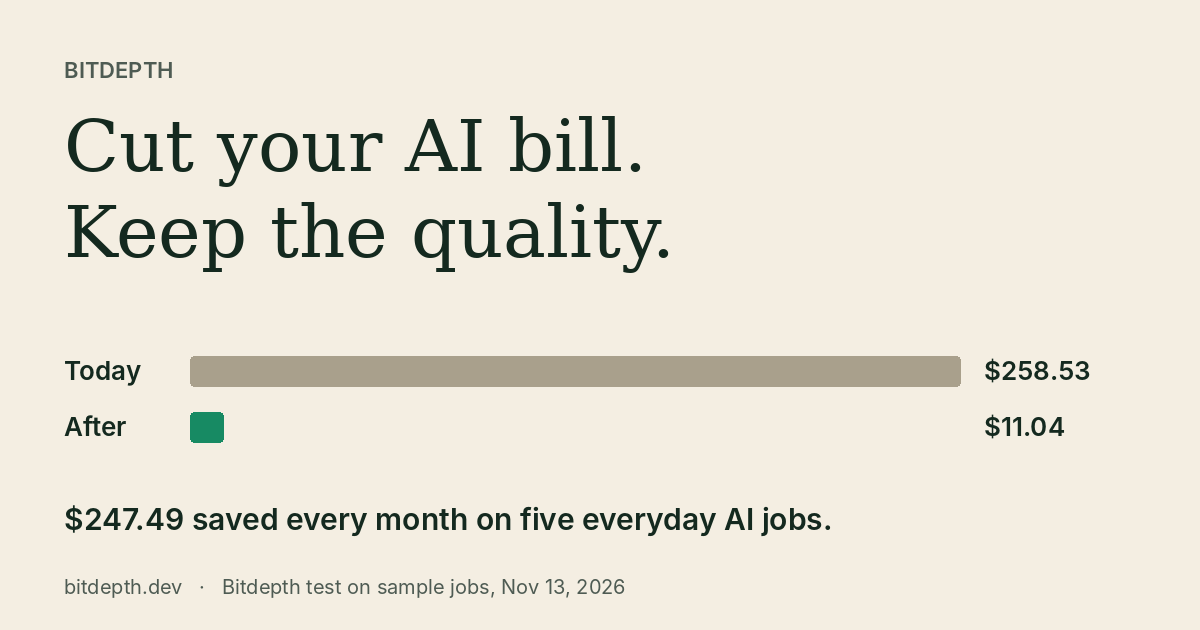 BITDEPTH
Cut your AI bill.
Keep the quality.
Today $258.53
After $11.04
$247.49 saved every month on five everyday AI jobs.
bitdepth.dev · Bitdepth test on sample jobs, Nov 13, 2026